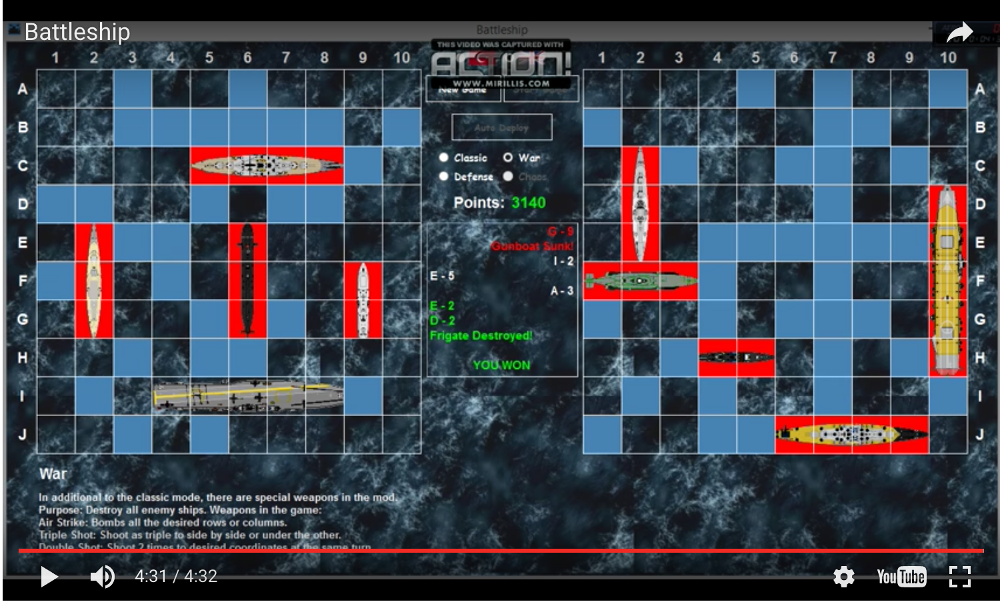 Battleship
Battleship
THIS VIDEO WAS CAPTURED WITH
ACTION!
WWW.MIRILLIS.COM
1 2 3 4 5 6 7 8 9 10
1 2 3 4 5 6 7 8 9 10
New Game
Auto Deploy
Classic War
Defense Chaos
Points: 3140
A A
B B
C C
D D
E E
F F
G G
H H
I I
J J
G - 9
Gunboat Sunk!
I - 2
E - 5
A - 3
E - 2
D - 2
Frigate Destroyed!
YOU WON
War
In additional to the classic mode, there are special weapons in the mod.
Purpose: Destroy all enemy ships. Weapons in the game:
Air Strike: Bombs all the desired rows or columns.
Triple Shot: Shoot as triple to side by side or under the other.
Double Shot: Shoot 2 times to desired coordinates at the same turn
4:31 / 4:32
YouTube